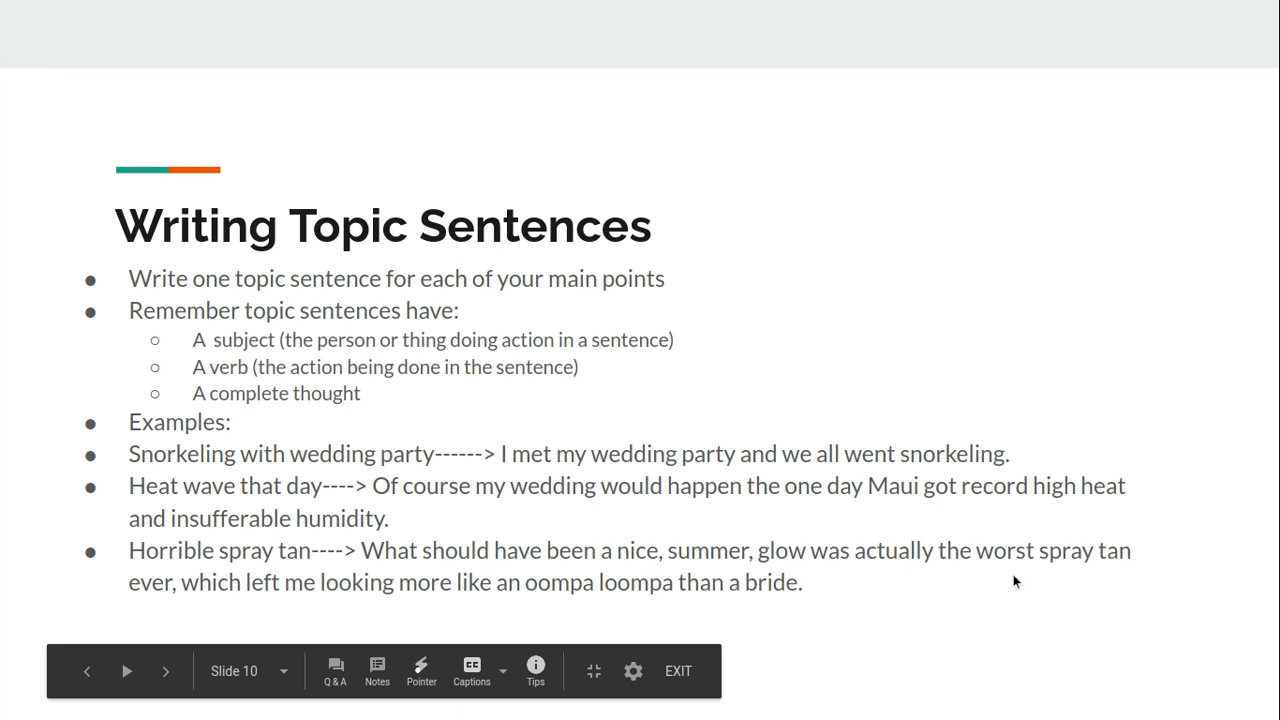 Writing Topic Sentences
● Write one topic sentence for each of your main points
● Remember topic sentences have:
○ A  subject (the person or thing doing action in a sentence)
○ A verb (the action being done in the sentence)
○ A complete thought
● Examples:
● Snorkeling with wedding party------> I met my wedding party and we all went snorkeling.
● Heat wave that day----> Of course my wedding would happen the one day Maui got record high heat
and insufferable humidity.
● Horrible spray tan----> What should have been a nice, summer, glow was actually the worst spray tan
ever, which left me looking more like an oompa loompa than a bride.
Slide 10
Q & A
Notes
Pointer
CC
Captions
Tips
EXIT